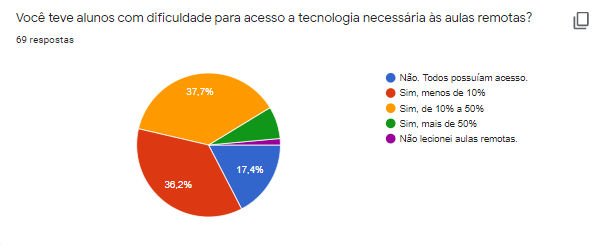 Você teve alunos com dificuldade para acesso a tecnologia necessária às aulas remotas?
69 respostas
37,7%
17,4%
36,2%
Não. Todos possuíam acesso.
Sim, menos de 10%
Sim, de 10% a 50%
Sim, mais de 50%
Não lecionei aulas remotas.